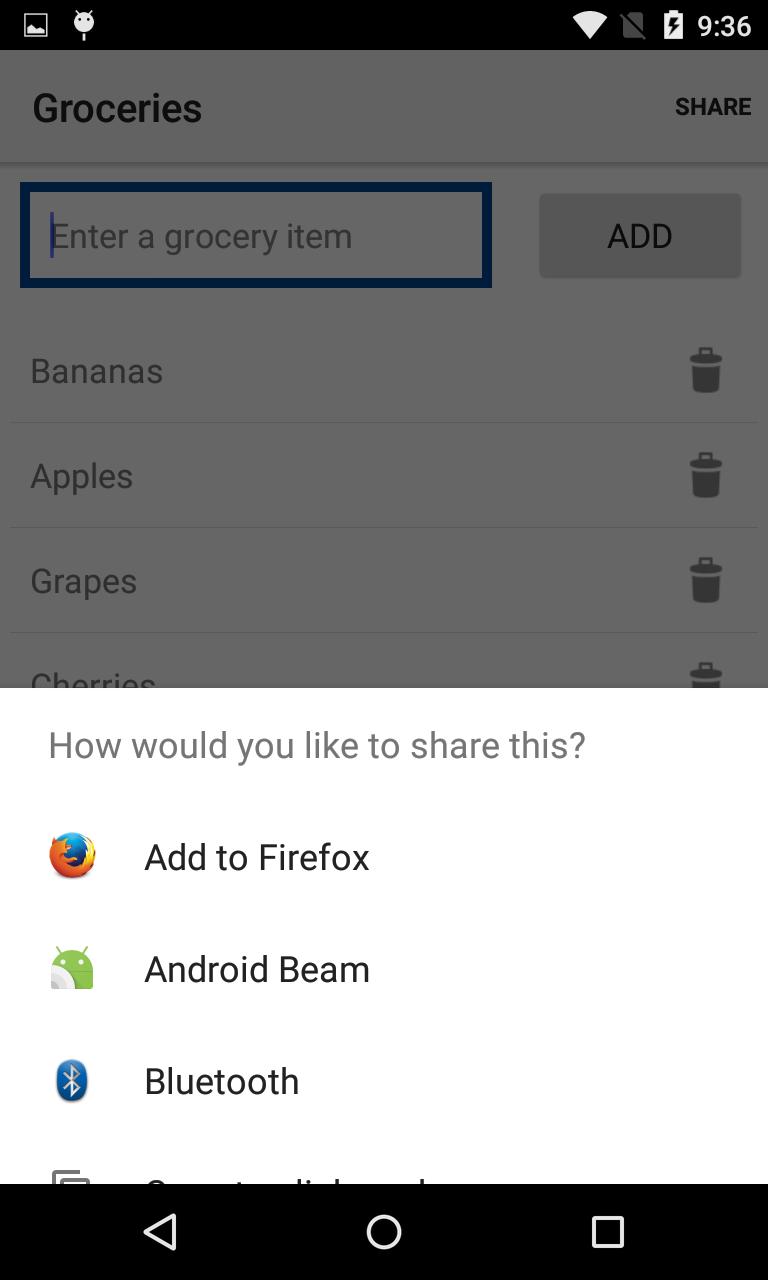 9:36
Groceries
SHARE
Enter a grocery item
ADD
Bananas
Apples
Grapes
Cherries
How would you like to share this?
Add to Firefox
Android Beam
Bluetooth